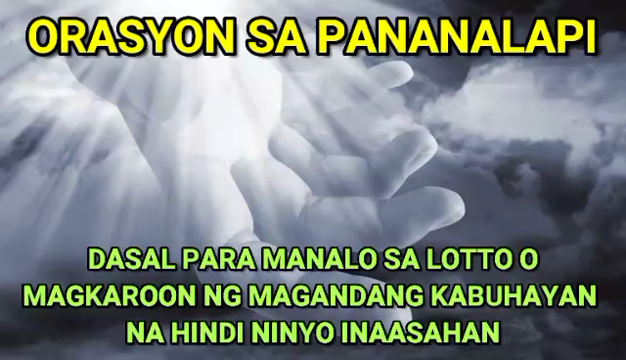 ORASYON SA PANANALAPI
DASAL PARA MANALO SA LOTTO O
MAGKAROON NG MAGANDANG KABUHAYAN
NA HINDI NINYO INAASAHAN